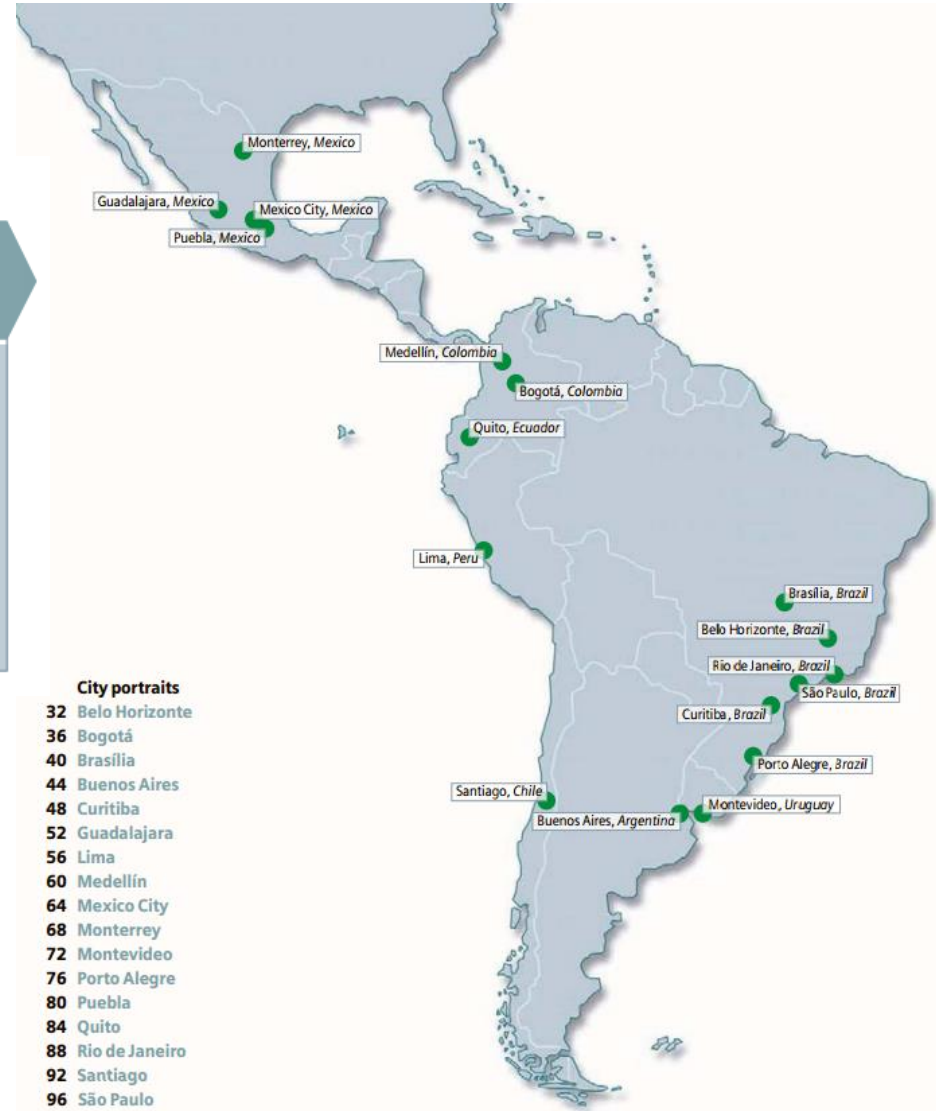 Monterrey, Mexico
Guadalajara, Mexico
Mexico City, Mexico
Puebla, Mexico
Medellín, Colombia
Bogotá, Colombia
Quito, Ecuador
Lima, Peru
Brasília, Brazil
Belo Horizonte, Brazil
Rio de Janeiro, Brazil
São Paulo, Brazil
Curitiba, Brazil
Porto Alegre, Brazil
Santiago, Chile
Montevideo, Uruguay
Buenos Aires, Argentina
City portraits
32 Belo Horizonte
36 Bogotá
40 Brasília
44 Buenos Aires
48 Curitiba
52 Guadalajara
56 Lima
60 Medellín
64 Mexico City
68 Monterrey
72 Montevideo
76 Porto Alegre
80 Puebla
84 Quito
88 Rio de Janeiro
92 Santiago
96 São Paulo